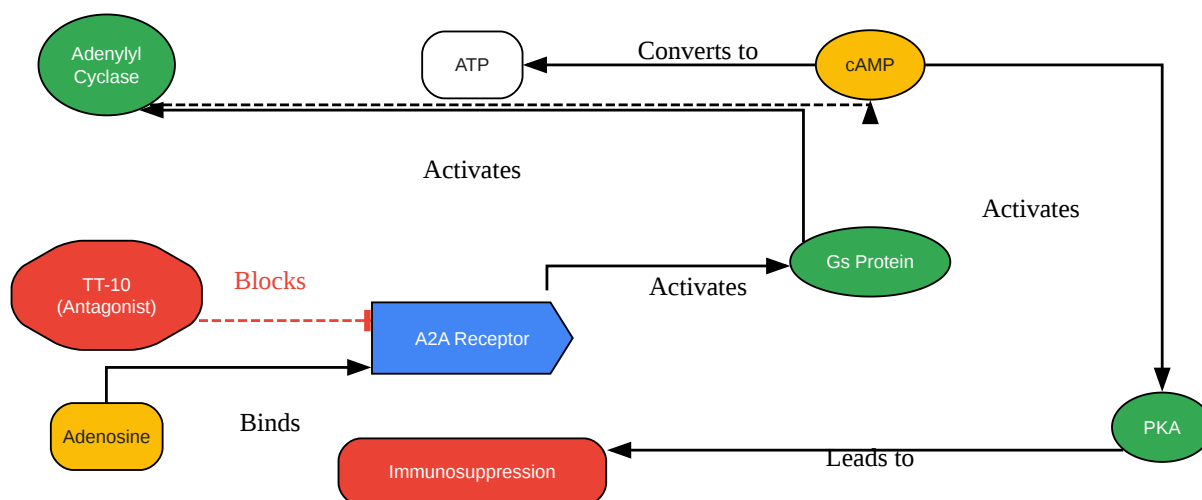 Adenylyl
Cyclase
ATP
Converts to
cAMP
Activates
Activates
TT-10
(Antagonist)
Blocks
Gs Protein
Activates
A2A Receptor
Adenosine
Binds
PKA
Leads to
Immunosuppression